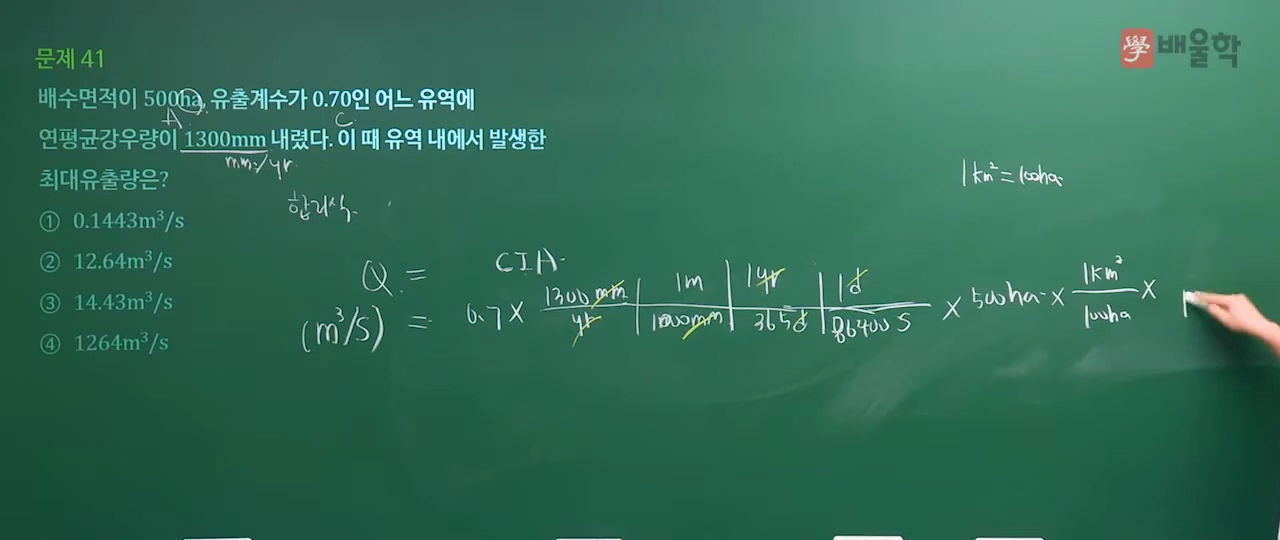 學 배울학
문제 41
배수면적이 500ha, 유출계수가 0.70인 어느 유역에
A C
연평균강우량이 1300mm 내렸다. 이 때 유역 내에서 발생한
mm/yr.
최대유출량은?
① 0.1443m³/s
② 12.64m³/s
③ 14.43m³/s
④ 1264m³/s
합리식.
1km² = 100ha
Q = CIA
(m³/s) = 0.7 × 1300mm/yr | 1m/1000mm | 1yr/365d | 1d/86400s × 500ha × 1km²/100ha ×